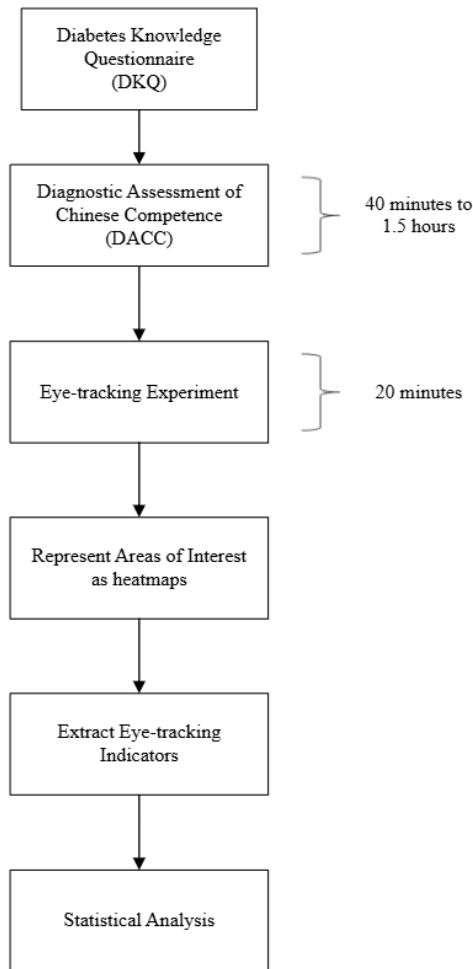 Diabetes Knowledge
Questionnaire
(DKQ)
Diagnostic Assessment of
Chinese Competence
(DACC)
40 minutes to
1.5 hours
Eye-tracking Experiment
20 minutes
Represent Areas of Interest
as heatmaps
Extract Eye-tracking
Indicators
Statistical Analysis